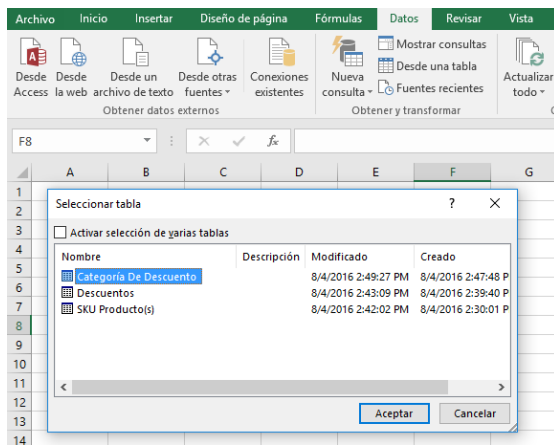 Archivo Inicio Insertar Diseño de página Fórmulas Datos Revisar Vista
Desde Access
Desde la web
Desde un archivo de texto
Desde otras fuentes
Conexiones existentes
Obtener datos externos
Nueva consulta
Mostrar consultas
Desde una tabla
Fuentes recientes
Obtener y transformar
Actualizar todo
F8 fx
A B C D E F G
1
2
3
4
5
6
7
8
9
10
11
12
13
14
Seleccionar tabla ? ×
Activar selección de varias tablas
Nombre Descripción Modificado Creado
Categoría De Descuento 8/4/2016 2:49:27 PM 8/4/2016 2:47:48 P
Descuentos 8/4/2016 2:43:09 PM 8/4/2016 2:39:40 P
SKU Producto(s) 8/4/2016 2:42:02 PM 8/4/2016 2:30:01 P
Aceptar Cancelar